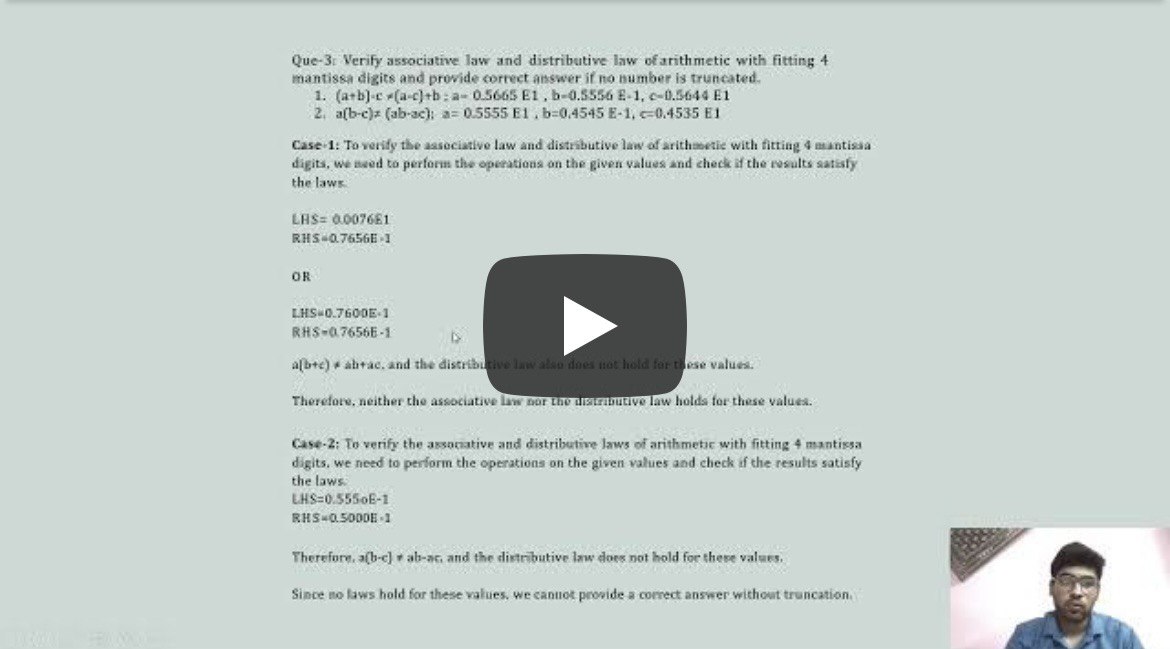 Que-3: Verify associative law and distributive law of arithmetic with fitting 4
mantissa digits and provide correct answer if no number is truncated.
1. (a+b)-c ≠(a-c)+b ; a= 0.5665 E1 , b=0.5556 E-1, c=0.5644 E1
2. a(b-c)≠ (ab-ac); a= 0.5555 E1 , b=0.4545 E-1, c=0.4535 E1
Case-1: To verify the associative law and distributive law of arithmetic with fitting 4 mantissa
digits, we need to perform the operations on the given values and check if the results satisfy
the laws.
LHS= 0.0076E1
RHS=0.7656E-1
OR
LHS=0.7600E-1
RHS=0.7656E-1
a(b+c) ≠ ab+ac, and the distributive law also does not hold for these values.
Therefore, neither the associative law nor the distributive law holds for these values.
Case-2: To verify the associative and distributive laws of arithmetic with fitting 4 mantissa
digits, we need to perform the operations on the given values and check if the results satisfy
the laws.
LHS=0.555oE-1
RHS=0.5000E-1
Therefore, a(b-c) ≠ ab-ac, and the distributive law does not hold for these values.
Since no laws hold for these values, we cannot provide a correct answer without truncation.